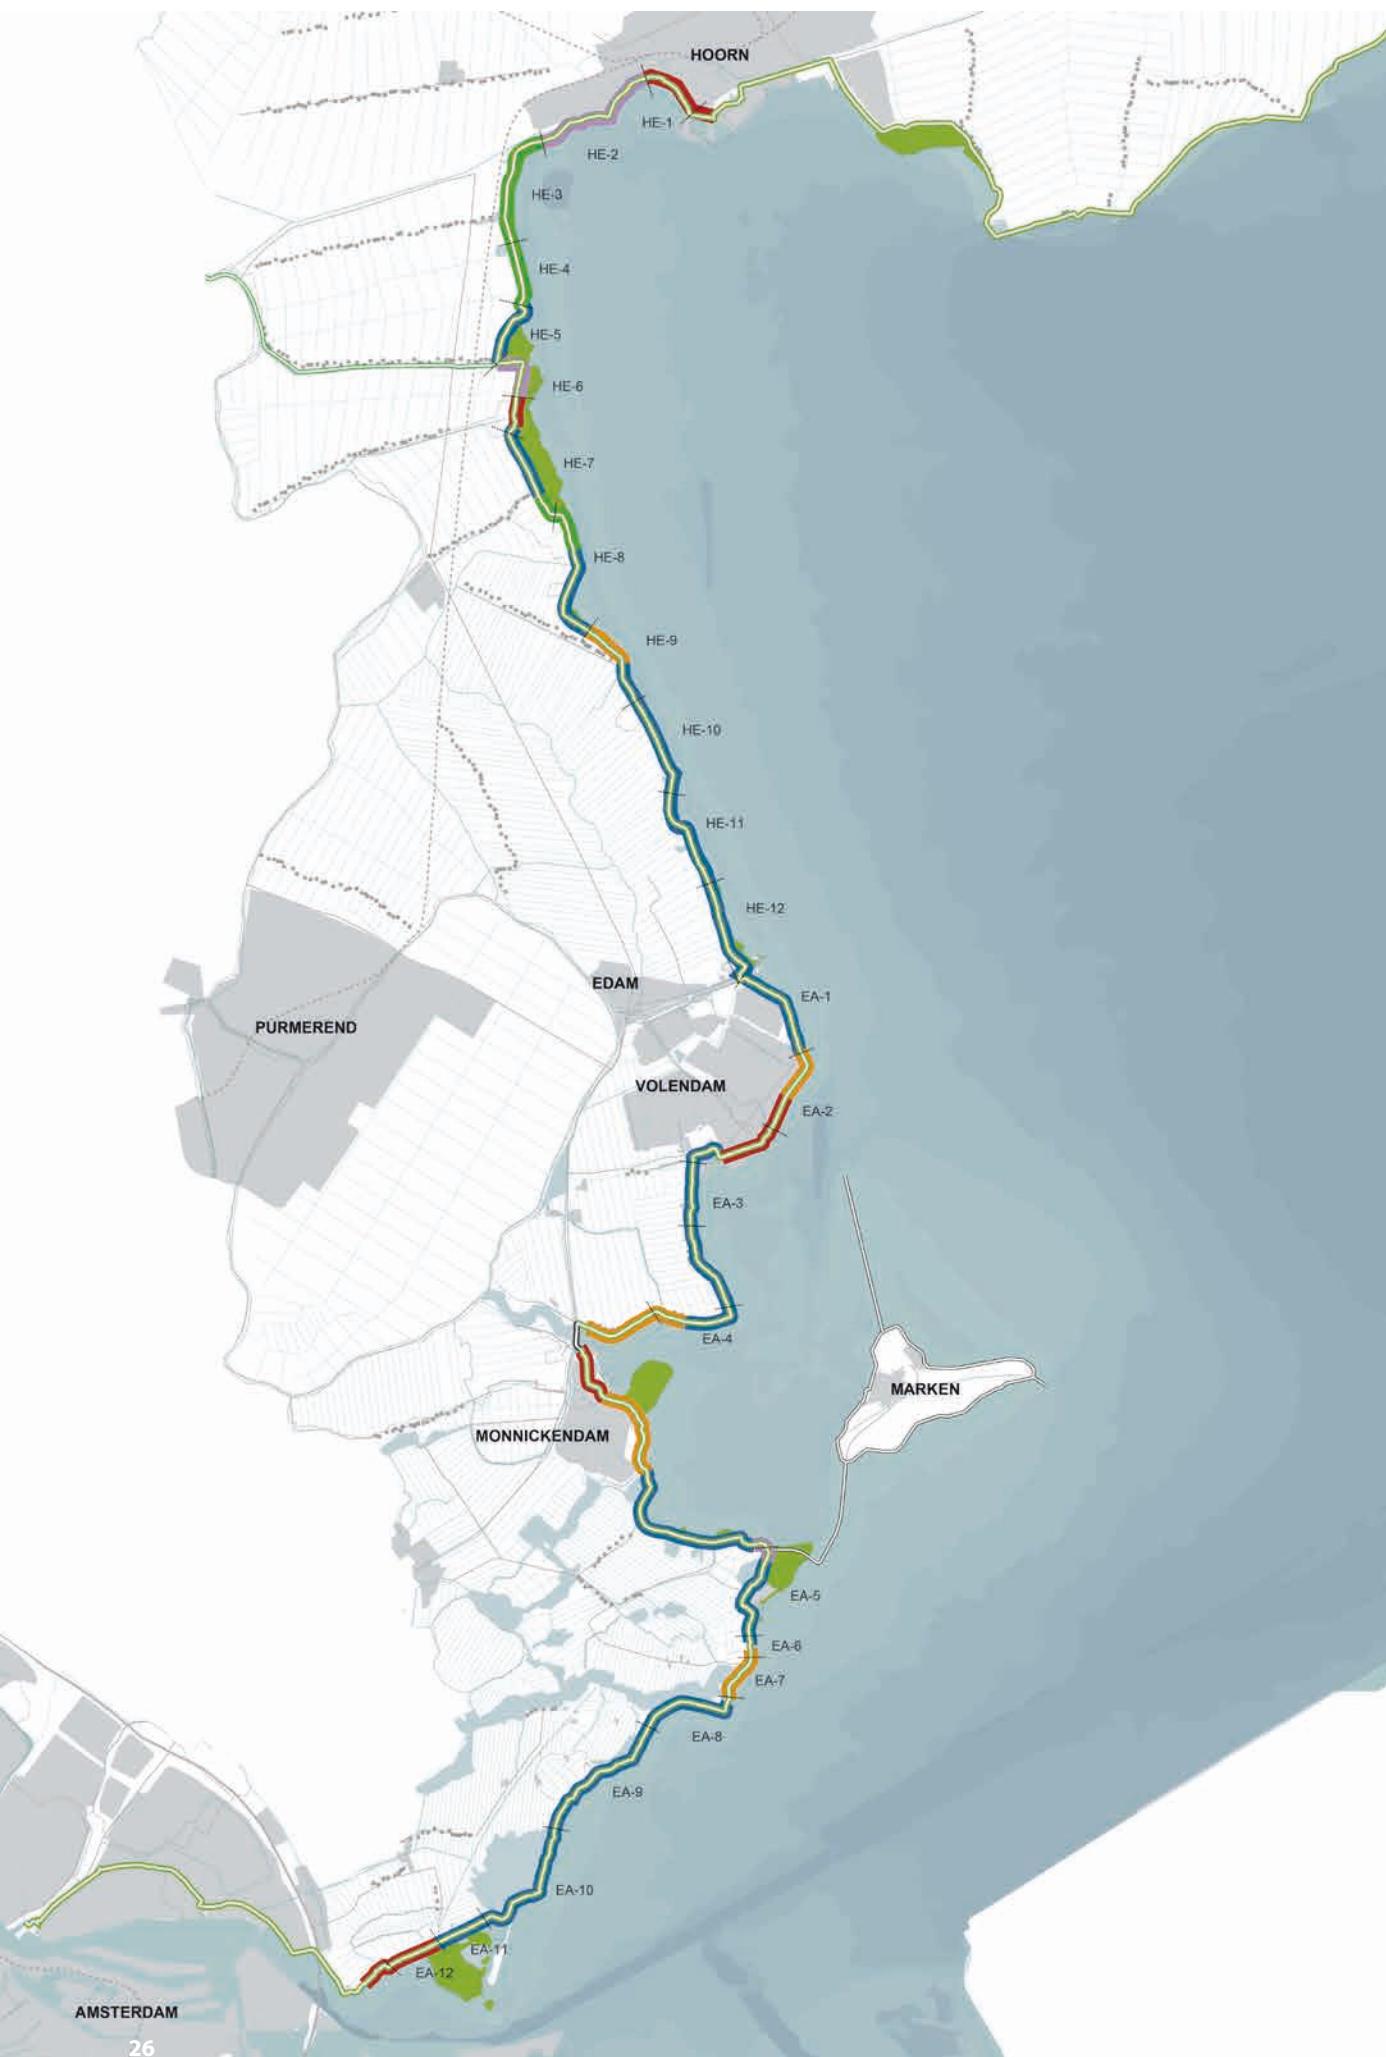 HOORN
HE-1
HE-2
HE-3
HE-4
HE-5
HE-6
HE-7
HE-8
HE-9
HE-10
HE-11
HE-12
EDAM
EA-1
PURMEREND
VOLENDAM
EA-2
EA-3
EA-4
MARKEN
MONNICKENDAM
EA-5
EA-6
EA-7
EA-8
EA-9
EA-10
EA-11
EA-12
AMSTERDAM
26